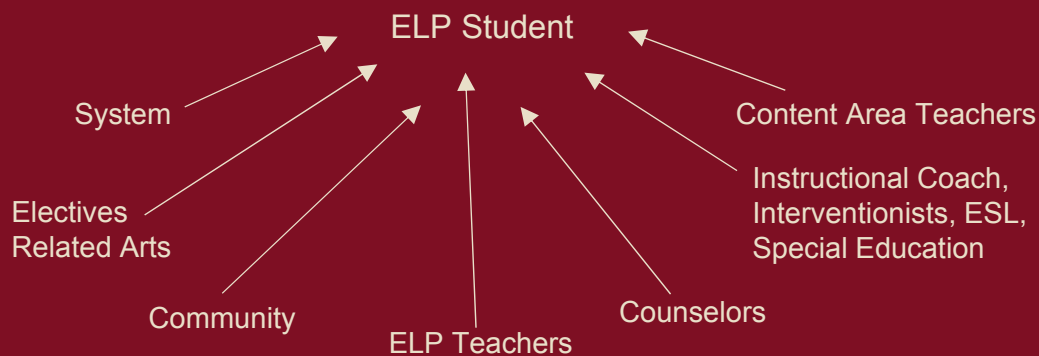 ELP Student
System
Content Area Teachers
Electives
Related Arts
Instructional Coach,
Interventionists, ESL,
Special Education
Community
Counselors
ELP Teachers